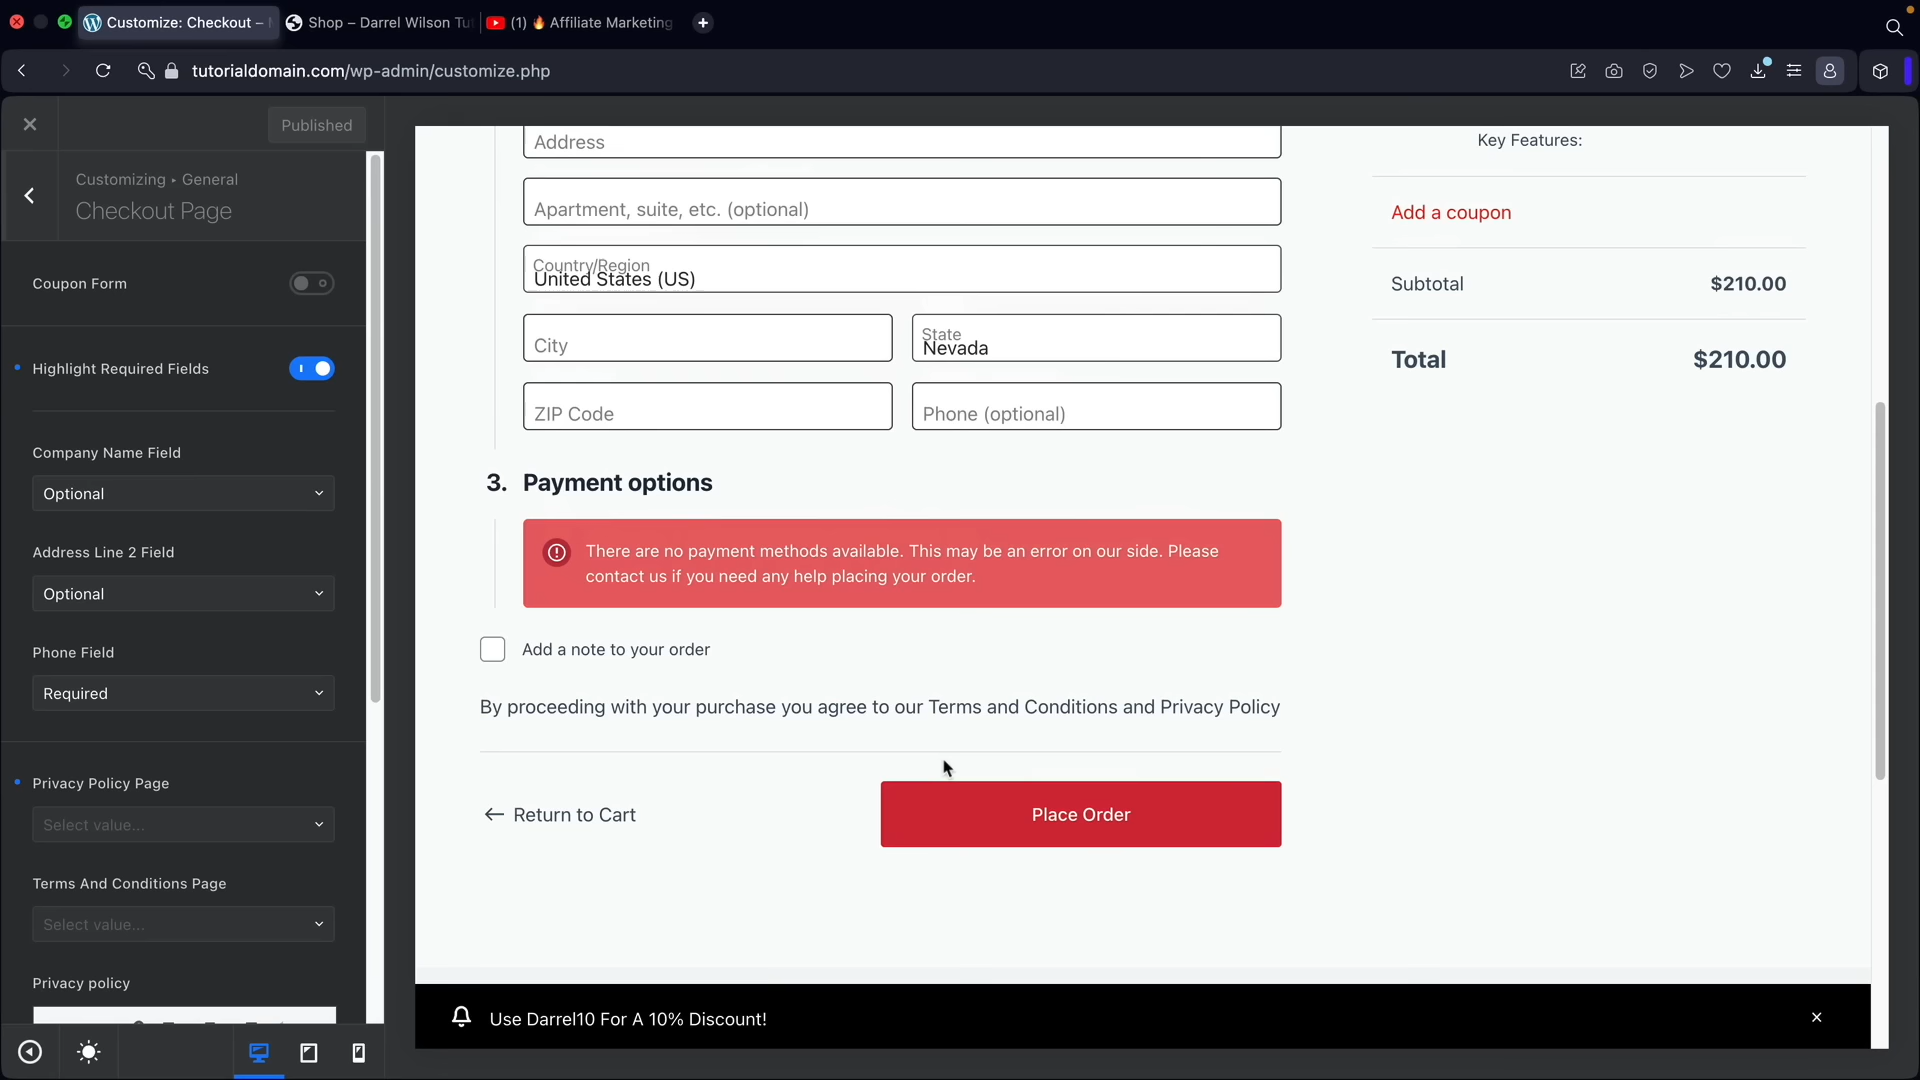 Customize: Checkout –
Shop – Darrel Wilson Tu
(1) 🔥 Affiliate Marketing
tutorialdomain.com/wp-admin/customize.php
Published
Customizing ▸ General
Checkout Page
Coupon Form
Highlight Required Fields
Company Name Field
Optional
Address Line 2 Field
Optional
Phone Field
Required
Privacy Policy Page
Select value...
Terms And Conditions Page
Select value...
Privacy policy
Address
Apartment, suite, etc. (optional)
Country/Region
United States (US)
City
State
Nevada
ZIP Code
Phone (optional)
3. Payment options
There are no payment methods available. This may be an error on our side. Please
contact us if you need any help placing your order.
Add a note to your order
By proceeding with your purchase you agree to our Terms and Conditions and Privacy Policy
← Return to Cart
Place Order
Key Features:
Add a coupon
Subtotal $210.00
Total $210.00
Use Darrel10 For A 10% Discount!